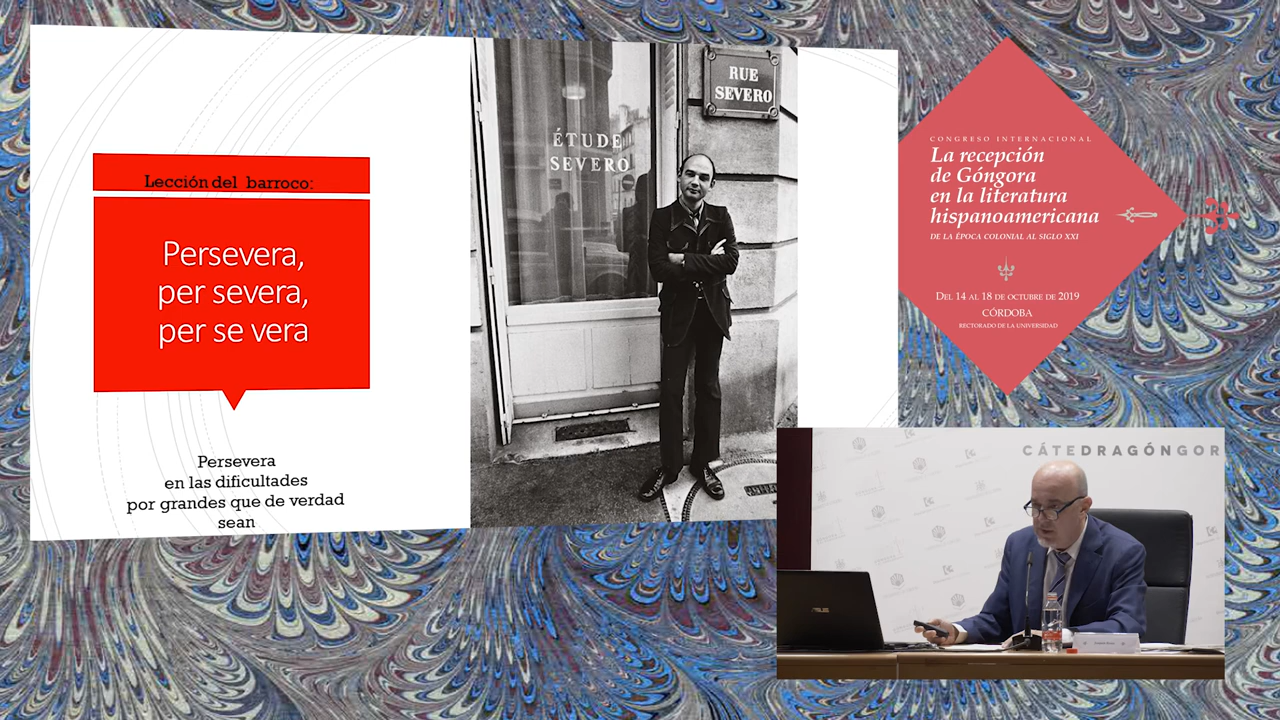 Lección del barroco:
Persevera,
per severa,
per se vera
Persevera
en las dificultades
por grandes que de verdad
sean
ÉTUDE
SEVERO
RUE
SEVERO
CONGRESO INTERNACIONAL
La recepción
de Góngora
en la literatura
hispanoamericana
DE LA ÉPOCA COLONIAL AL SIGLO XXI
DEL 14 AL 18 DE OCTUBRE DE 2019
CÓRDOBA
RECTORADO DE LA UNIVERSIDAD
CÁTEDRAGÓNGOR
ASUS